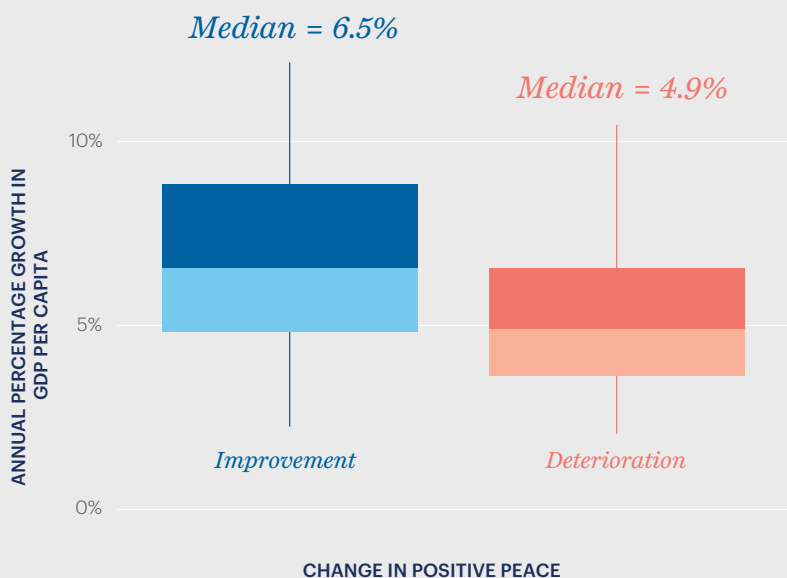 Median = 6.5%
Median = 4.9%
10%
5%
0%
ANNUAL PERCENTAGE GROWTH IN
GDP PER CAPITA
Improvement
Deterioration
CHANGE IN POSITIVE PEACE